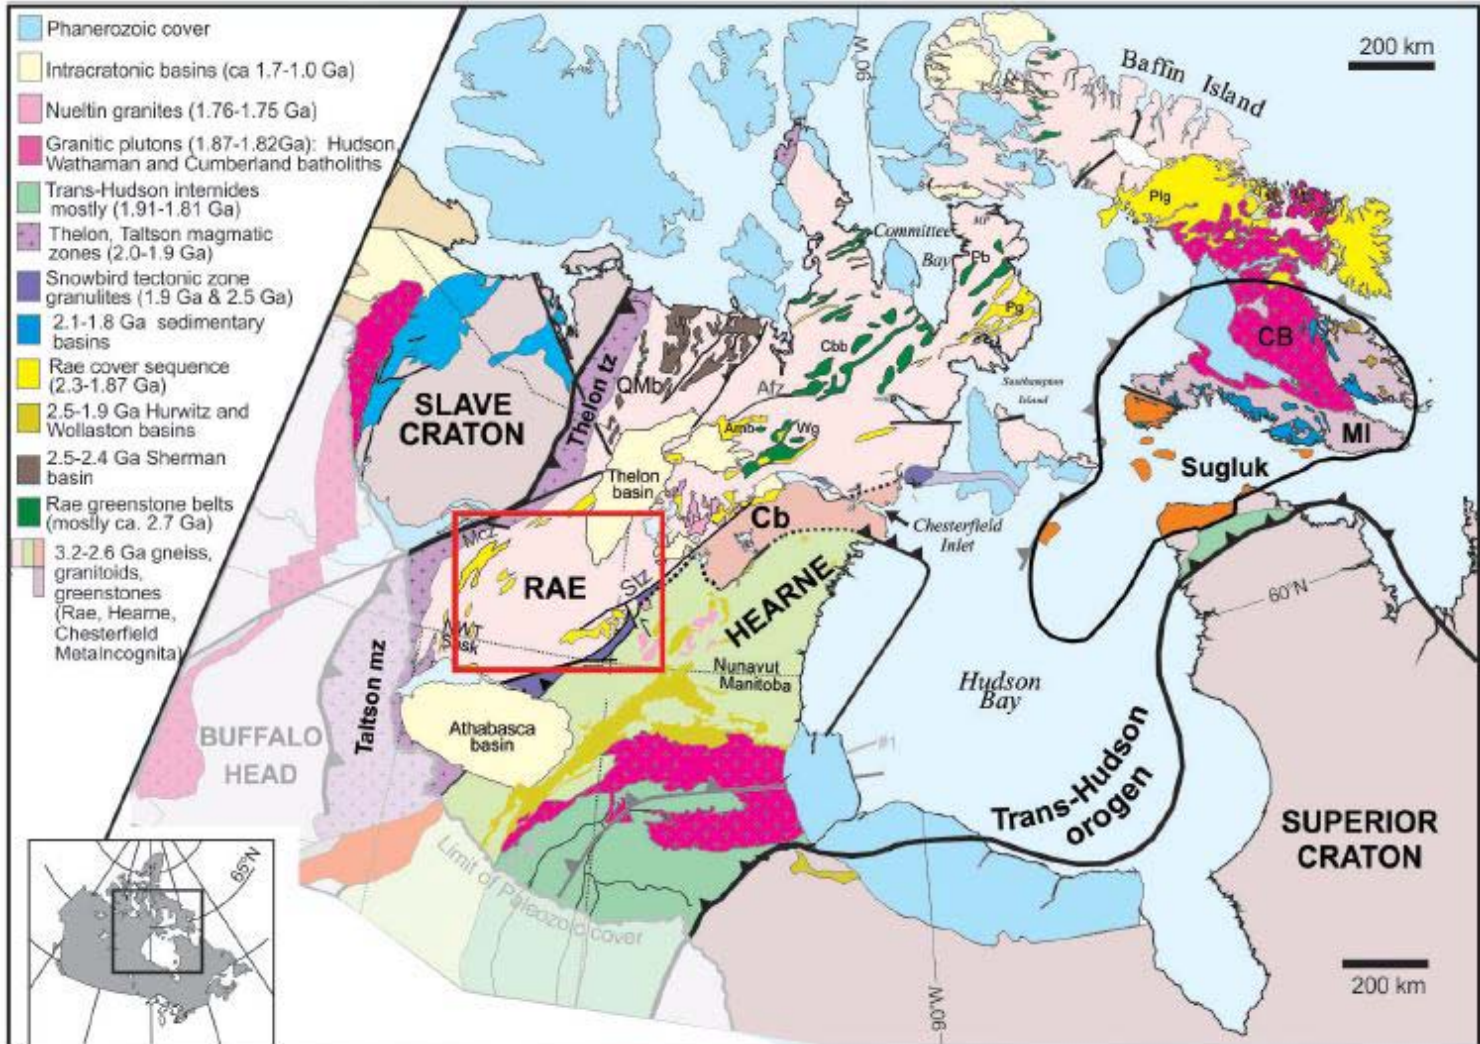 Phanerozoic cover
Intracratonic basins (ca 1.7-1.0 Ga)
Nueltin granites (1.76-1.75 Ga)
Granitic plutons (1.87-1.82Ga): Hudson,
Wathaman and Cumberland batholiths
Trans-Hudson internides
mostly (1.91-1.81 Ga)
Thelon, Taltson magmatic
zones (2.0-1.9 Ga)
Snowbird tectonic zone
granulites (1.9 Ga & 2.5 Ga)
2.1-1.8 Ga sedimentary
basins
Rae cover sequence
(2.3-1.87 Ga)
2.5-1.9 Ga Hurwitz and
Wollaston basins
2.5-2.4 Ga Sherman
basin
Rae greenstone belts
(mostly ca. 2.7 Ga)
3.2-2.6 Ga gneiss,
granitoids,
greenstones
(Rae, Hearne,
Chesterfield
MetaIncognita)
200 km
90°W
Baffin Island
Plg
Committee
Bay
Pb
Pg
Cbb
QMb
Afz
Southampton
Island
CB
MI
Sugluk
SLAVE
CRATON
Thelon tz
Amb
Wg
Thelon
basin
Cb
Chesterfield
Inlet
Mcz
RAE
Stz
NWT
Sask
HEARNE
60°N
Nunavut
Manitoba
Hudson
Bay
Taltson mz
Athabasca
basin
BUFFALO
HEAD
#1
Trans-Hudson
orogen
SUPERIOR
CRATON
Limit of Paleozoic cover
65°N
90°W
200 km